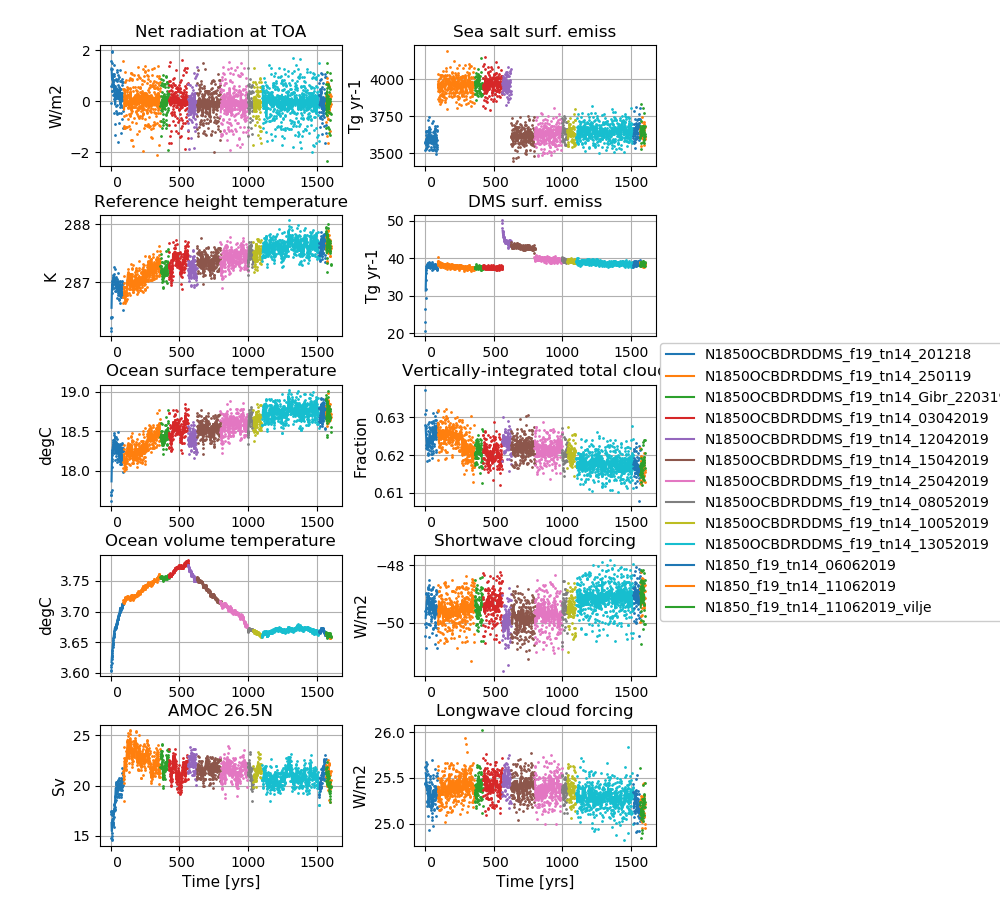 Net radiation at TOA
Sea salt surf. emiss
W/m2
2
0
−2
0 500 1000 1500
Tg yr-1
4000
3750
3500
0 500 1000 1500
Reference height temperature
DMS surf. emiss
K
288
287
0 500 1000 1500
Tg yr-1
50
40
30
20
0 500 1000 1500
Ocean surface temperature
Vertically-integrated total clou
degC
19.0
18.5
18.0
0 500 1000 1500
Fraction
0.63
0.62
0.61
0 500 1000 1500
N1850OCBDRDDMS_f19_tn14_201218
N1850OCBDRDDMS_f19_tn14_250119
N1850OCBDRDDMS_f19_tn14_Gibr_220319
N1850OCBDRDDMS_f19_tn14_03042019
N1850OCBDRDDMS_f19_tn14_12042019
N1850OCBDRDDMS_f19_tn14_15042019
N1850OCBDRDDMS_f19_tn14_25042019
N1850OCBDRDDMS_f19_tn14_08052019
N1850OCBDRDDMS_f19_tn14_10052019
N1850OCBDRDDMS_f19_tn14_13052019
N1850_f19_tn14_06062019
N1850_f19_tn14_11062019
N1850_f19_tn14_11062019_vilje
Ocean volume temperature
Shortwave cloud forcing
degC
3.75
3.70
3.65
3.60
0 500 1000 1500
W/m2
−48
−50
0 500 1000 1500
AMOC 26.5N
Longwave cloud forcing
Sv
25
20
15
0 500 1000 1500
Time [yrs]
W/m2
26.0
25.5
25.0
0 500 1000 1500
Time [yrs]